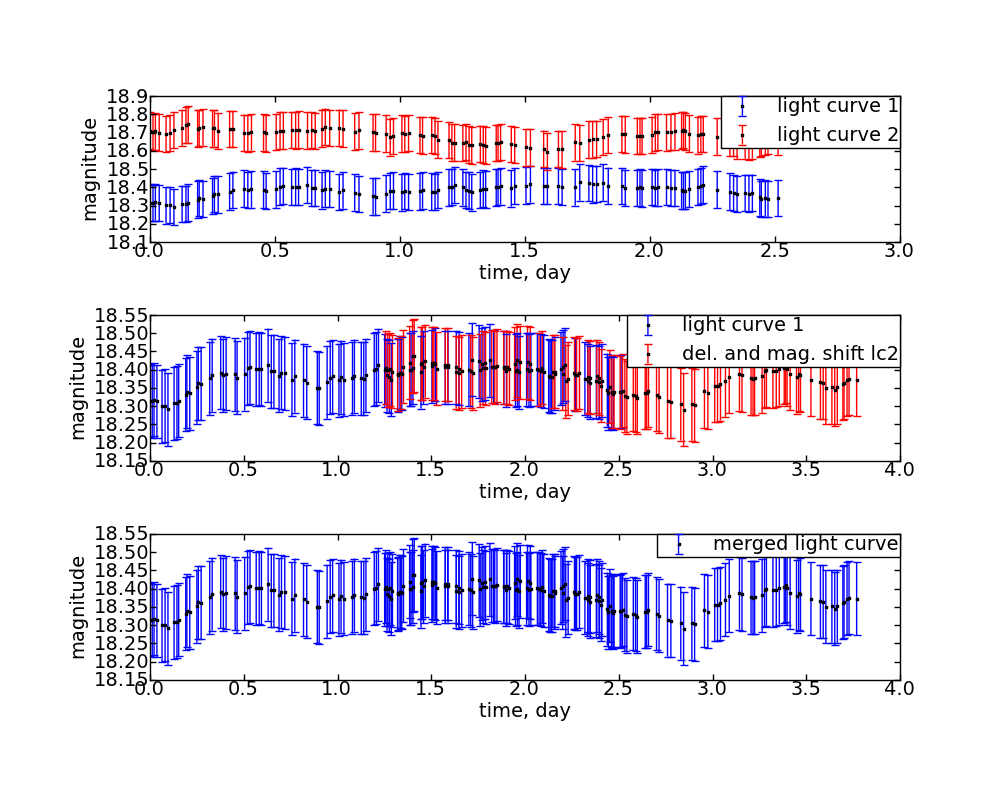 18.9
18.8
18.7
18.6
18.5
18.4
18.3
18.2
18.1
magnitude
light curve 1
light curve 2
0.0 0.5 1.0 1.5 2.0 2.5 3.0
time, day
18.55
18.50
18.45
18.40
18.35
18.30
18.25
18.20
18.15
magnitude
light curve 1
del. and mag. shift lc2
0.0 0.5 1.0 1.5 2.0 2.5 3.0 3.5 4.0
time, day
18.55
18.50
18.45
18.40
18.35
18.30
18.25
18.20
18.15
magnitude
merged light curve
0.0 0.5 1.0 1.5 2.0 2.5 3.0 3.5 4.0
time, day